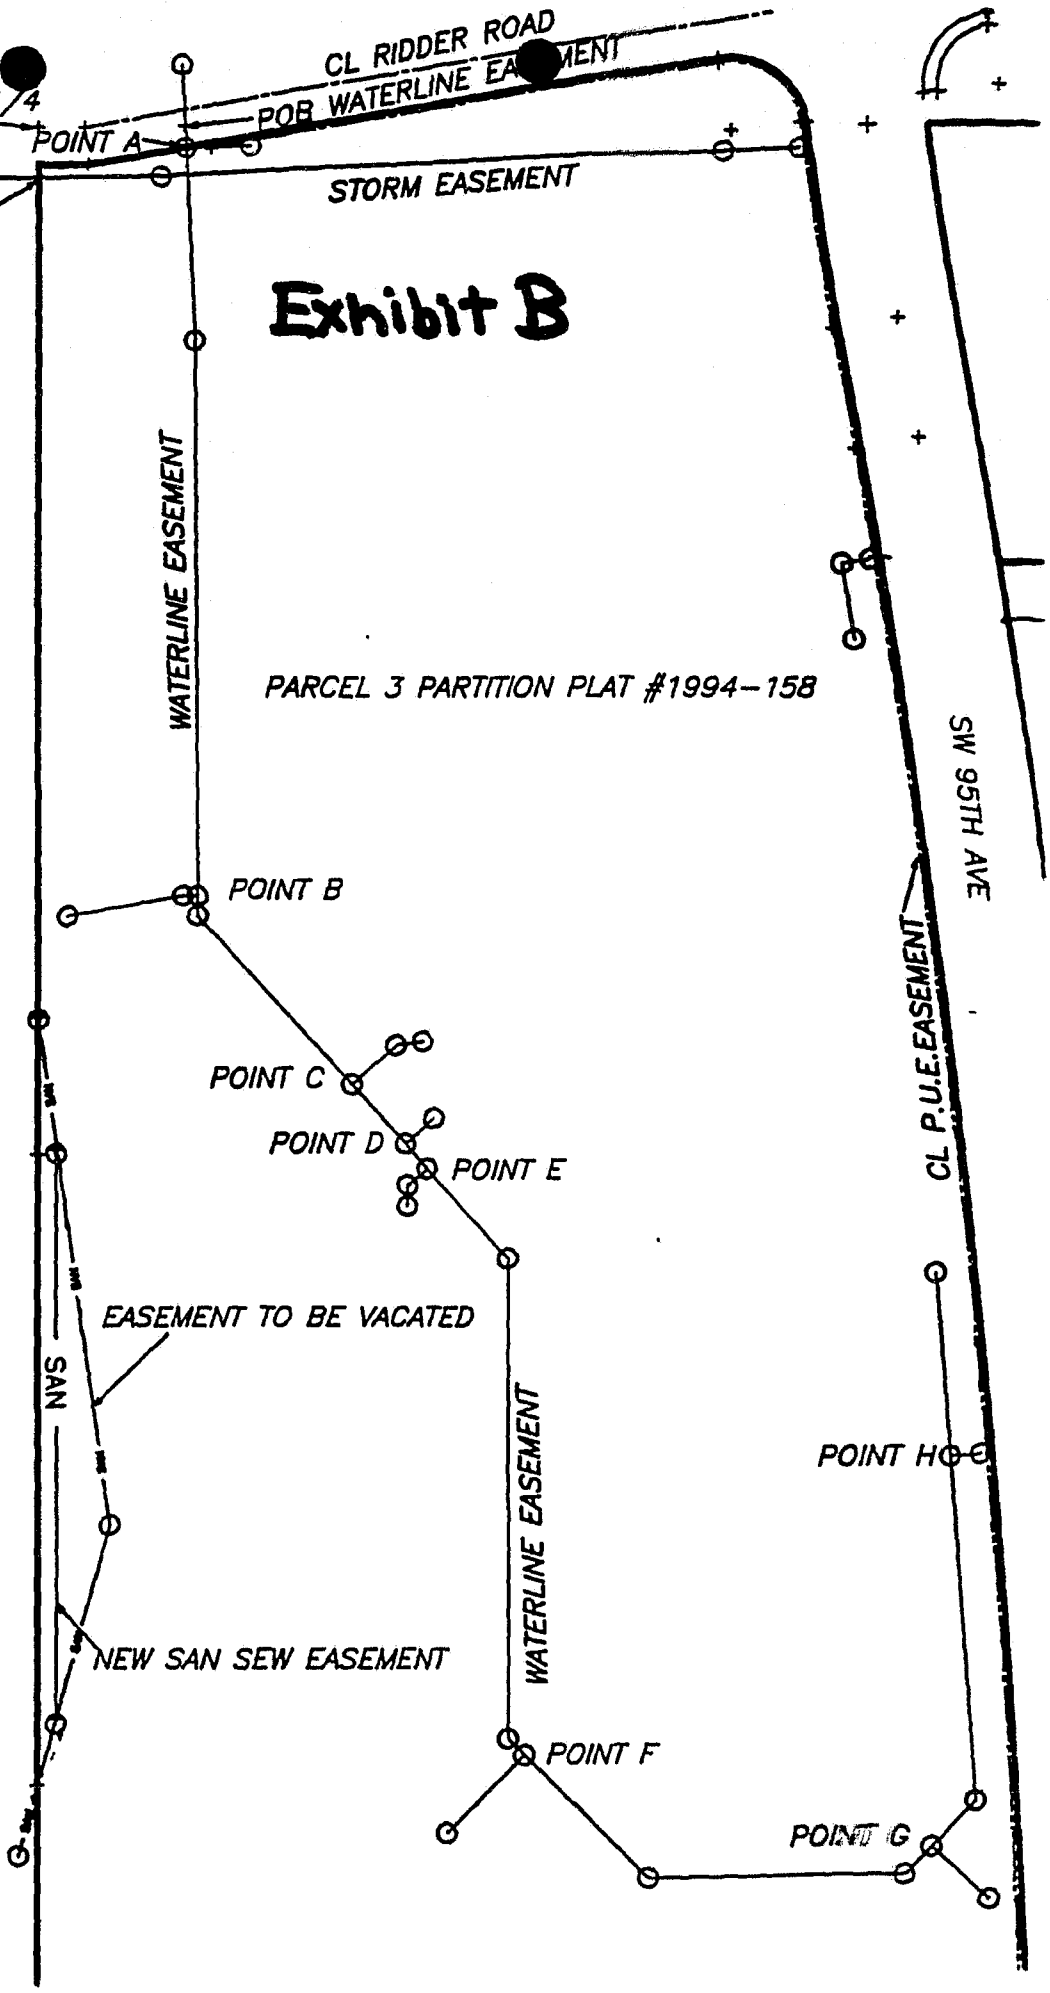 CL RIDDER ROAD
4
POB WATERLINE EASEMENT
POINT A
STORM EASEMENT
Exhibit B
WATERLINE EASEMENT
PARCEL 3 PARTITION PLAT #1994-158
SW 95TH AVE
POINT B
CL P.U.E.EASEMENT
POINT C
POINT D
POINT E
EASEMENT TO BE VACATED
SAN
WATERLINE EASEMENT
POINT H
NEW SAN SEW EASEMENT
POINT F
POINT G